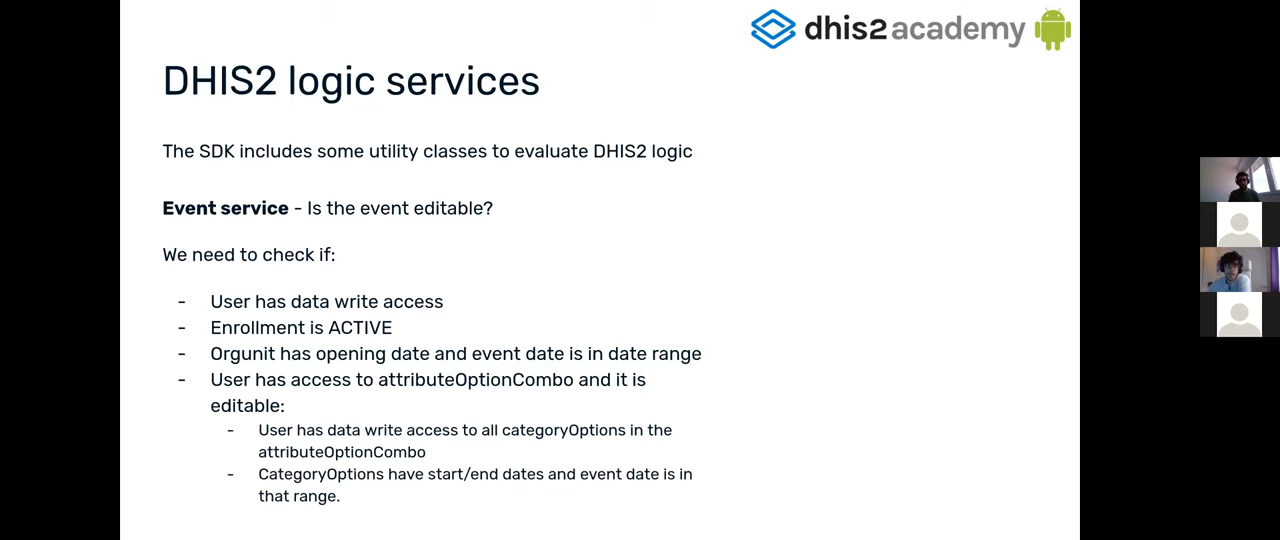 dhis2 academy
DHIS2 logic services
The SDK includes some utility classes to evaluate DHIS2 logic
Event service - Is the event editable?
We need to check if:
- User has data write access
- Enrollment is ACTIVE
- Orgunit has opening date and event date is in date range
- User has access to attributeOptionCombo and it is
editable:
- User has data write access to all categoryOptions in the
attributeOptionCombo
- CategoryOptions have start/end dates and event date is in
that range.